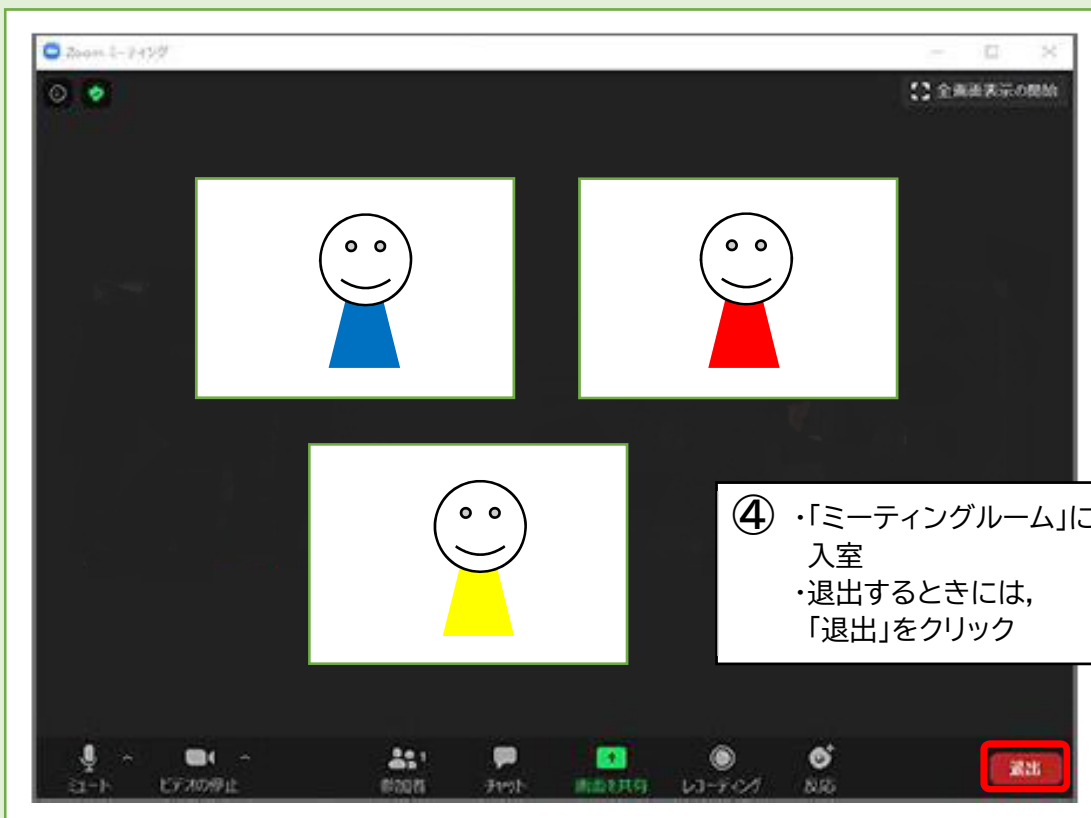 Zoom ミーティング
全画面表示の開始
④ ・「ミーティングルーム」に
入室
・退出するときには,
「退出」をクリック
1
ミュート ビデオの停止 参加者 チャット 画面を共有 レコーディング 反応 退出